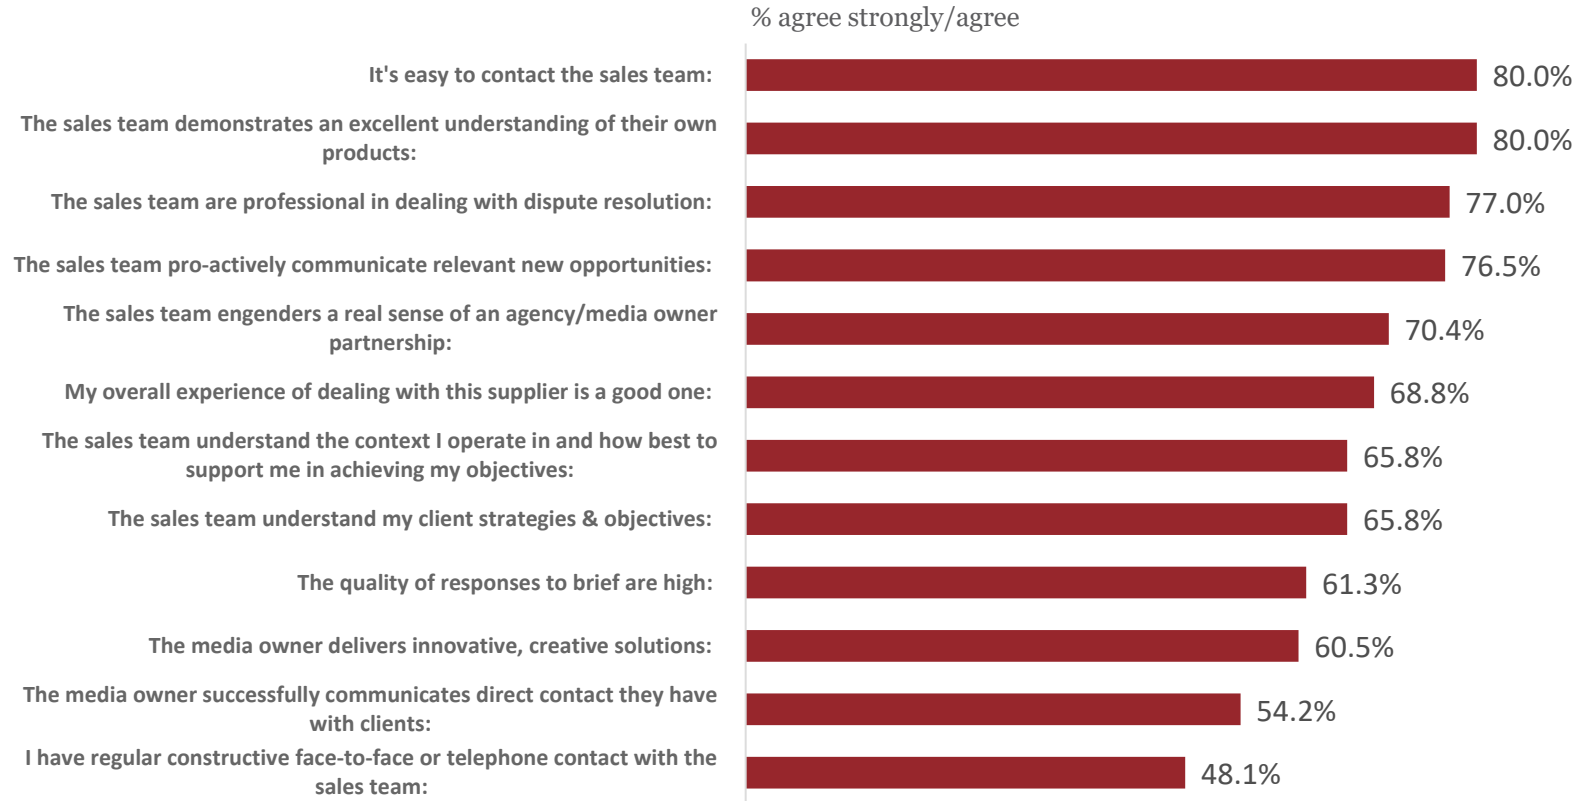 % agree strongly/agree
It's easy to contact the sales team:
80.0%
The sales team demonstrates an excellent understanding of their own
products:
80.0%
The sales team are professional in dealing with dispute resolution:
77.0%
The sales team pro-actively communicate relevant new opportunities:
76.5%
The sales team engenders a real sense of an agency/media owner
partnership:
70.4%
My overall experience of dealing with this supplier is a good one:
68.8%
The sales team understand the context I operate in and how best to
support me in achieving my objectives:
65.8%
The sales team understand my client strategies & objectives:
65.8%
The quality of responses to brief are high:
61.3%
The media owner delivers innovative, creative solutions:
60.5%
The media owner successfully communicates direct contact they have
with clients:
54.2%
I have regular constructive face-to-face or telephone contact with the
sales team:
48.1%